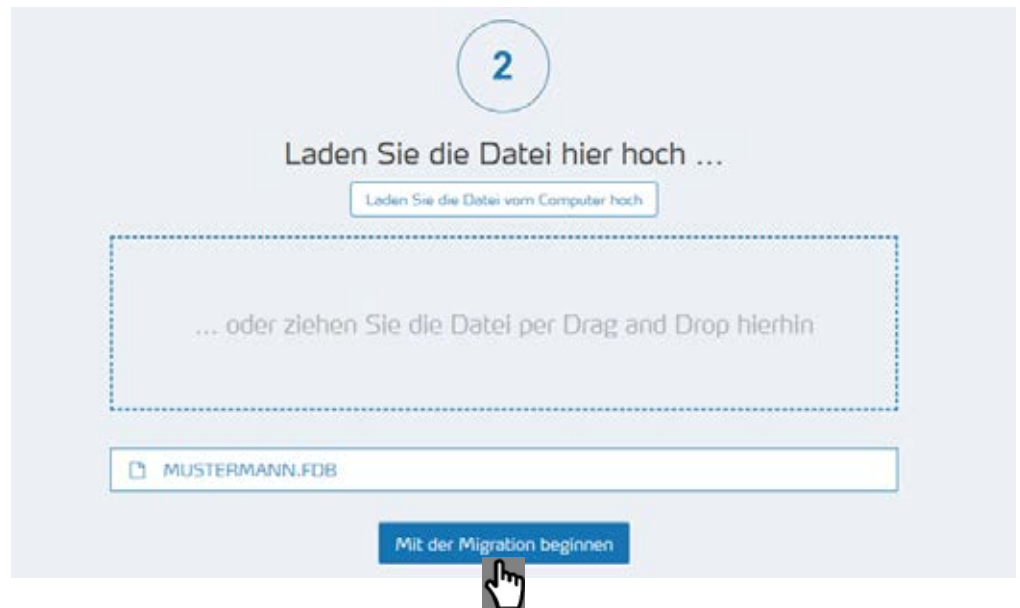 2
Laden Sie die Datei hier hoch ...
Laden Sie die Datei vom Computer hoch
... oder ziehen Sie die Datei per Drag and Drop hierhin
MUSTERMANN.FDB
Mit der Migration beginnen